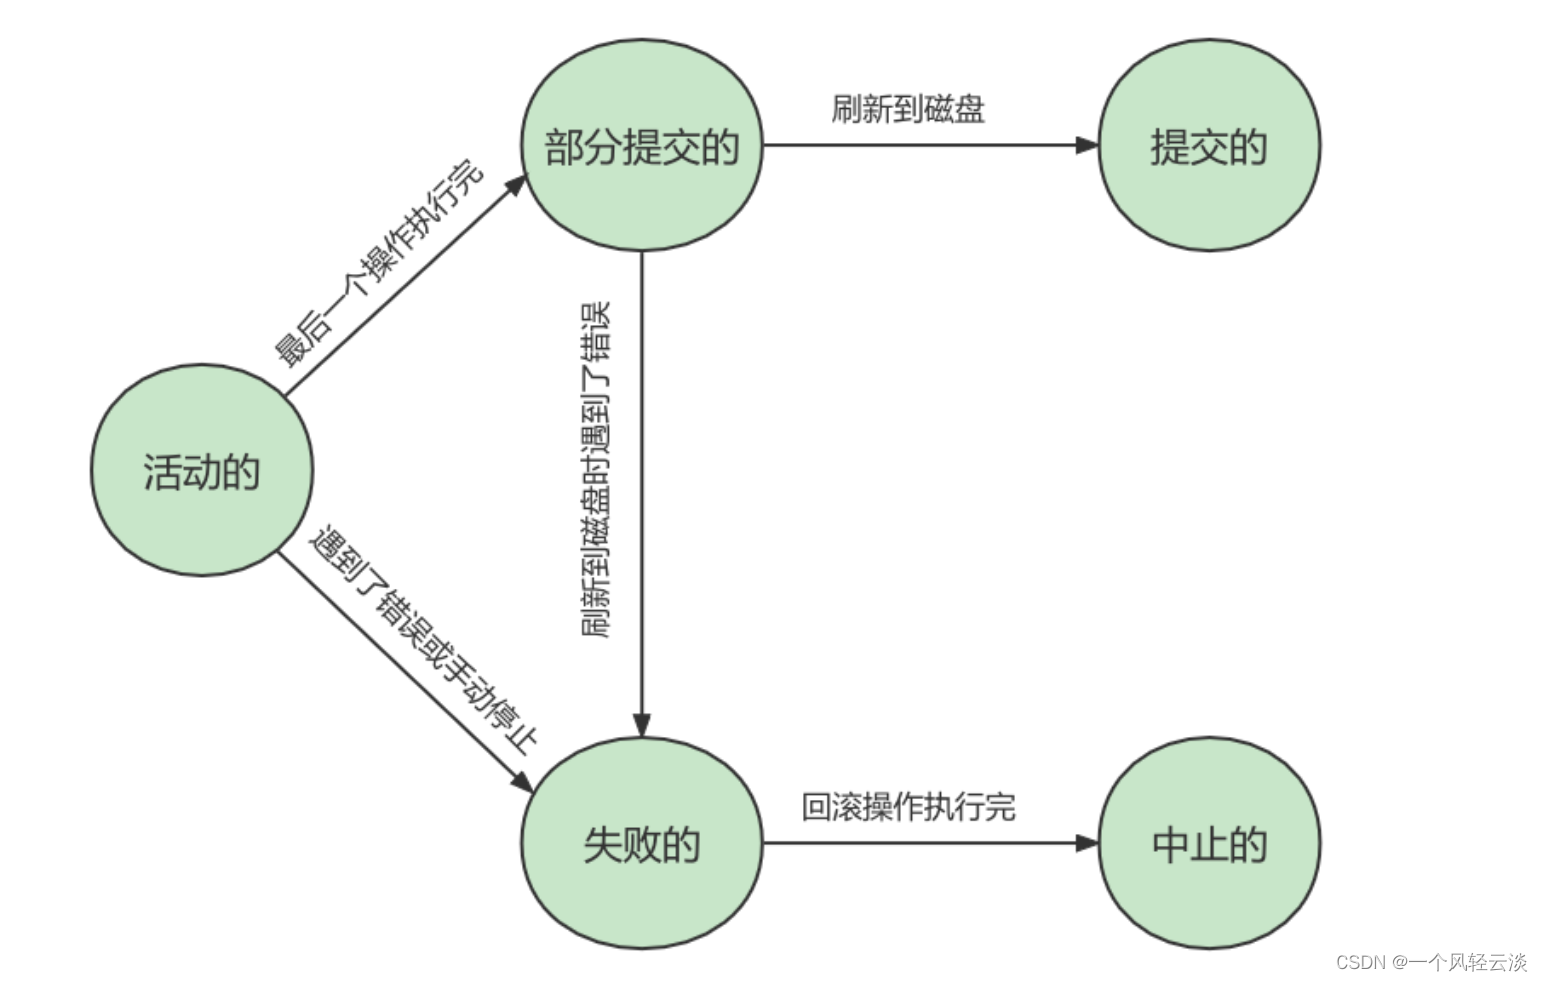 部分提交的
刷新到磁盘
提交的
最后一个操作执行完
活动的
刷新到磁盘时遇到了错误
遇到了错误或手动停止
失败的
回滚操作执行完
中止的
CSDN @一个风轻云淡